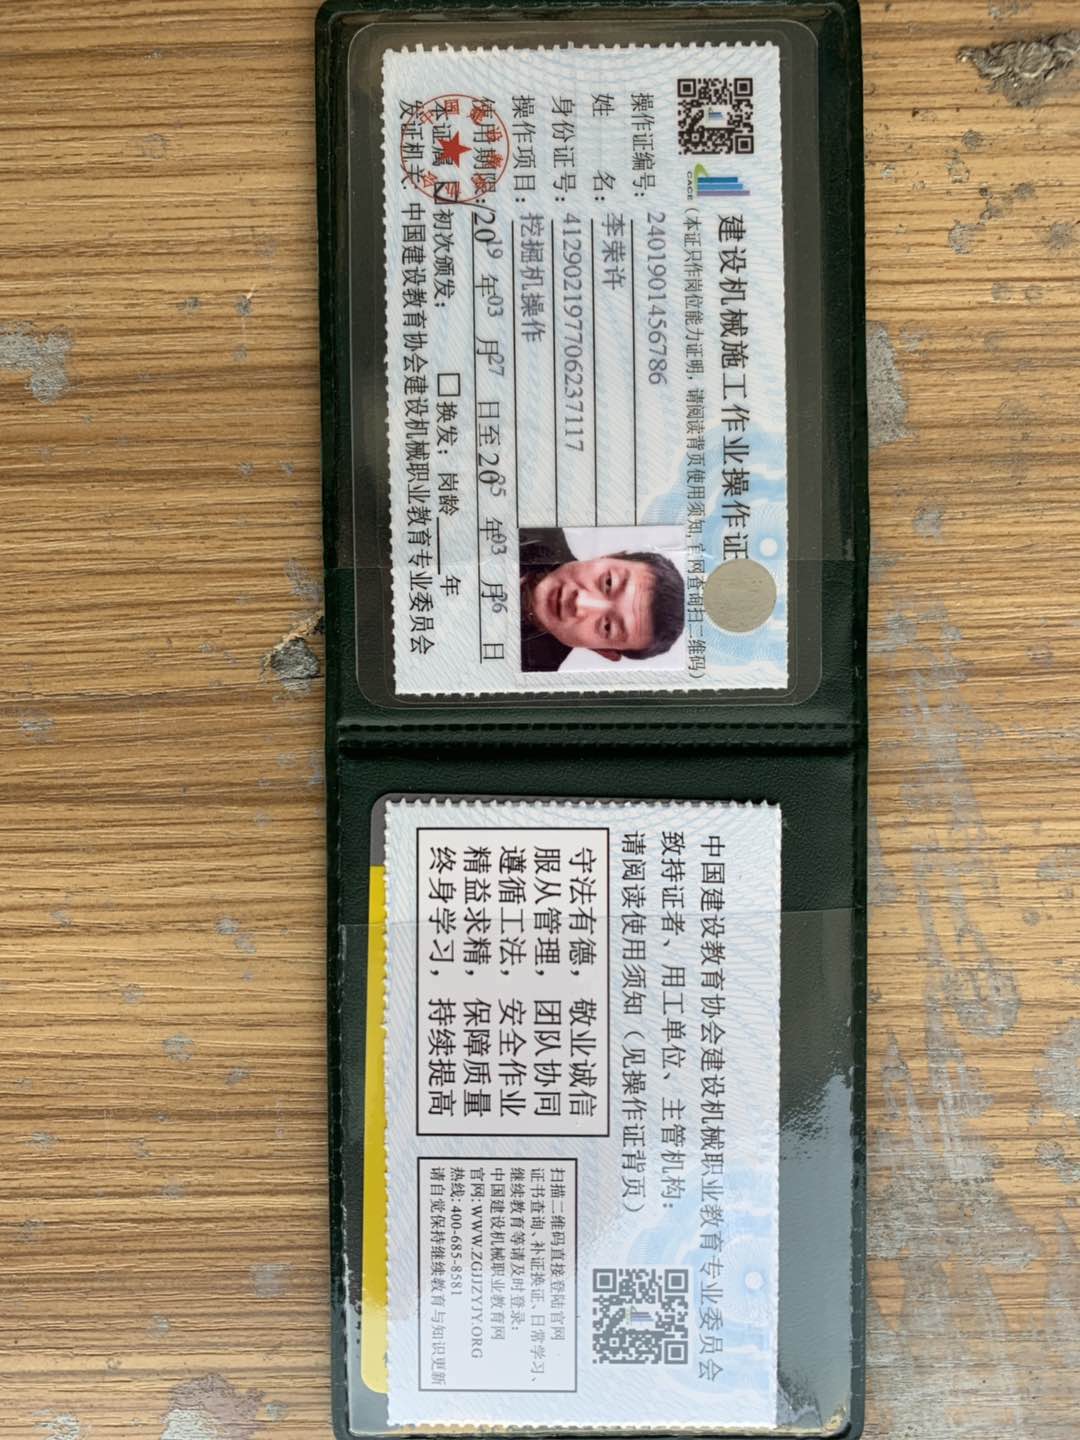 建设机械施工作业操作证
CACE
(本证只作岗位能力证明，请阅读背页使用须知,官网查询扫二维码)
操作证编号: 2401901456786
姓 名: 李荣许
身份证号: 412902197706237117
操作项目: 挖掘机操作
使用期限: 2019 年03 月27 日至2025 年03 月26 日
本证属 ☑初次颁发; □换发; 岗龄____年
发证机关: 中国建设教育协会建设机械职业教育专业委员会
中国建设教育协会建设机械职业教育专业委员会
致持证者、用工单位、主管机构:
请阅读使用须知（见操作证背页）
守法有德，敬业诚信
服从管理，团队协同
遵循工法，安全作业
精益求精，保障质量
终身学习，持续提高
扫描二维码直接登陆官网
证书查询、补证换证、日常学习、
继续教育等请及时登录:
中国建设机械职业教育网
官网: WWW.ZGJJZYJY.ORG
热线: 400-685-8581
请自觉保持继续教育与知识更新